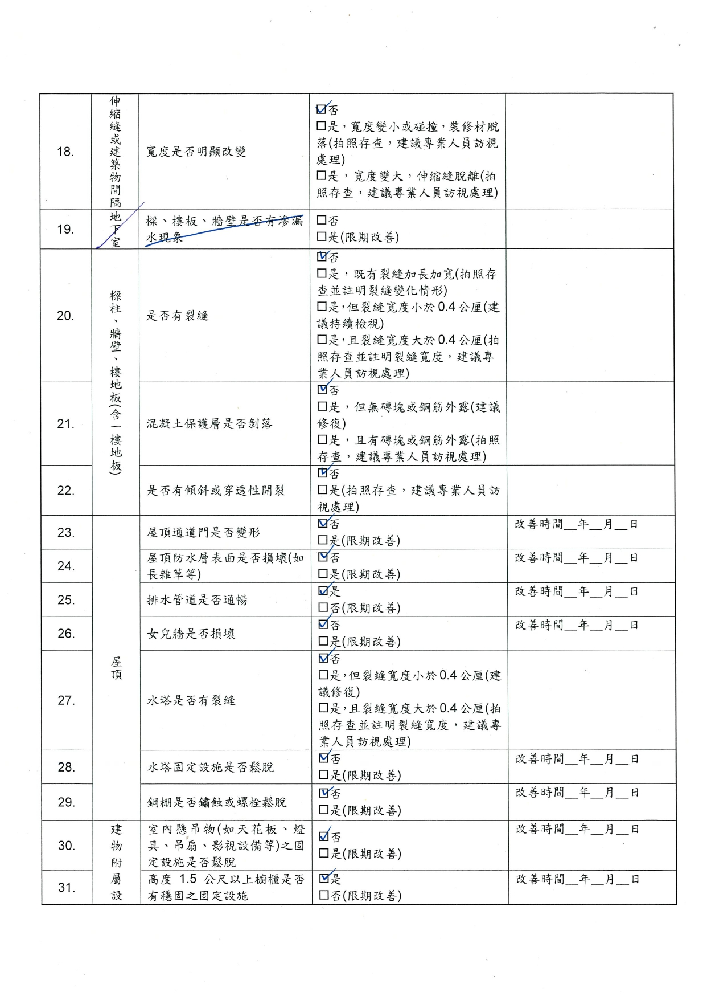 18.
伸縮縫或建築物間隔
寬度是否明顯改變
☑否
□是，寬度變小或碰撞，裝修材脫
落(拍照存查，建議專業人員訪視
處理)
□是，寬度變大，伸縮縫脫離(拍
照存查，建議專業人員訪視處理)
19.
地下室
樑、樓板、牆壁是否有滲漏
水現象
□否
□是(限期改善)
20.
樑柱、牆壁、樓地板(含一樓地板)
是否有裂縫
☑否
□是，既有裂縫加長加寬(拍照存
查並註明裂縫變化情形)
□是，但裂縫寬度小於0.4公厘(建
議持續檢視)
□是，且裂縫寬度大於0.4公厘(拍
照存查並註明裂縫寬度，建議專
業人員訪視處理)
21.
混凝土保護層是否剝落
☑否
□是，但無磚塊或鋼筋外露(建議
修復)
□是，且有磚塊或鋼筋外露(拍照
存查，建議專業人員訪視處理)
22.
是否有傾斜或穿透性開裂
☑否
□是(拍照存查，建議專業人員訪
視處理)
23.
屋頂
屋頂通道門是否變形
☑否
□是(限期改善)
改善時間__年__月__日
24.
屋頂防水層表面是否損壞(如
長雜草等)
☑否
□是(限期改善)
改善時間__年__月__日
25.
排水管道是否通暢
☑是
□否(限期改善)
改善時間__年__月__日
26.
女兒牆是否損壞
☑否
□是(限期改善)
改善時間__年__月__日
27.
水塔是否有裂縫
☑否
□是，但裂縫寬度小於0.4公厘(建
議修復)
□是，且裂縫寬度大於0.4公厘(拍
照存查並註明裂縫寬度，建議專
業人員訪視處理)
28.
水塔固定設施是否鬆脫
☑否
□是(限期改善)
改善時間__年__月__日
29.
鋼棚是否鏽蝕或螺栓鬆脫
☑否
□是(限期改善)
改善時間__年__月__日
30.
建物附屬設
室內懸吊物(如天花板、燈
具、吊扇、影視設備等)之固
定設施是否鬆脫
☑否
□是(限期改善)
改善時間__年__月__日
31.
高度 1.5 公尺以上櫥櫃是否
有穩固之固定設施
☑是
□否(限期改善)
改善時間__年__月__日